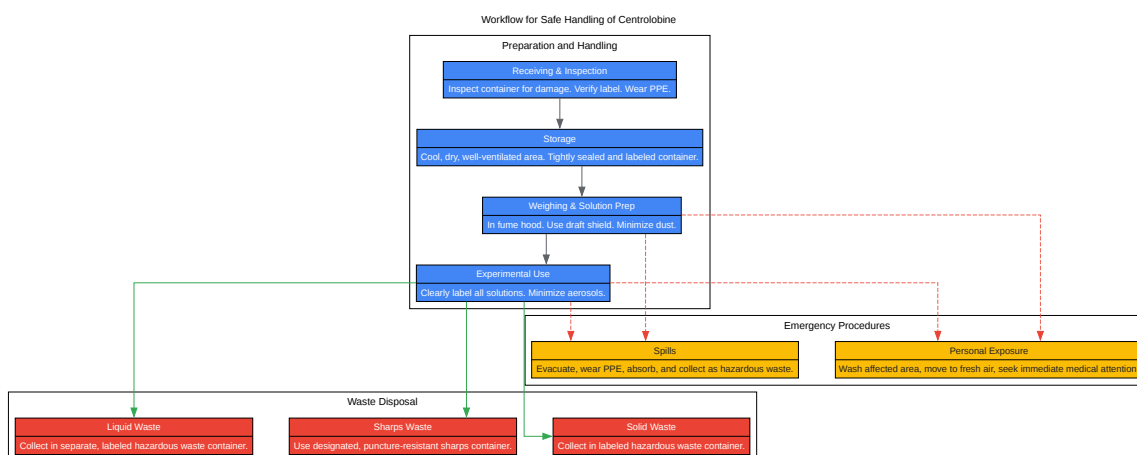 Workflow for Safe Handling of Centrolobine
Preparation and Handling
Receiving & Inspection
Inspect container for damage. Verify label. Wear PPE.
Storage
Cool, dry, well-ventilated area. Tightly sealed and labeled container.
Weighing & Solution Prep
In fume hood. Use draft shield. Minimize dust.
Experimental Use
Clearly label all solutions. Minimize aerosols.
Emergency Procedures
Spills
Evacuate, wear PPE, absorb, and collect as hazardous waste.
Personal Exposure
Wash affected area, move to fresh air, seek immediate medical attention
Waste Disposal
Liquid Waste
Collect in separate, labeled hazardous waste container.
Sharps Waste
Use designated, puncture-resistant sharps container.
Solid Waste
Collect in labeled hazardous waste container.